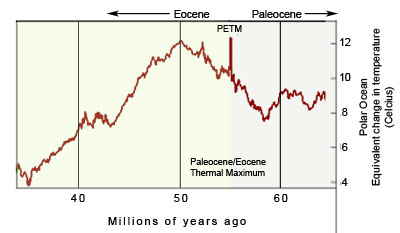 Eocene Paleocene
PETM
12
10
8
6
4
Polar Ocean
Equivalent change in temperature
(Celcius)
Paleocene/Eocene
Thermal Maximum
40 50 60
Millions of years ago